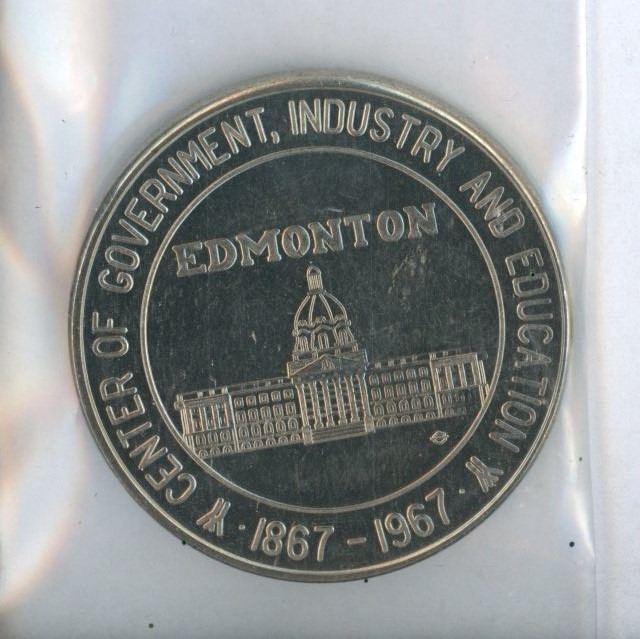 CENTER OF GOVERNMENT, INDUSTRY AND EDUCATION
EDMONTON
· 1867 – 1967 ·